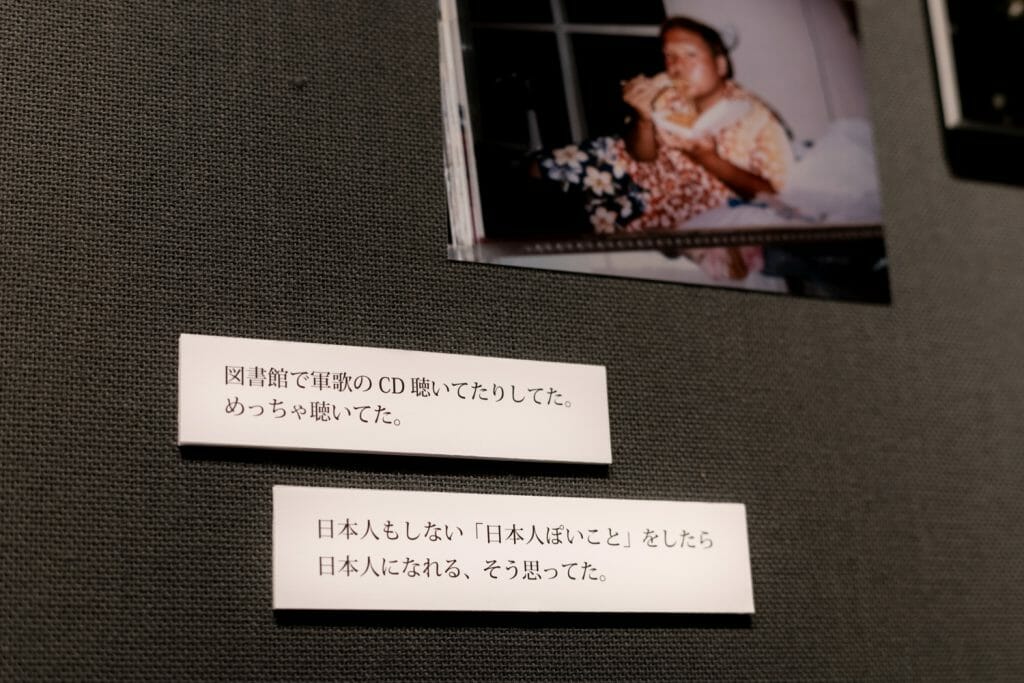 図書館で軍歌の CD 聴いてたりしてた。
めっちゃ聴いてた。
日本人もしない「日本人ぽいこと」をしたら
日本人になれる、そう思ってた。